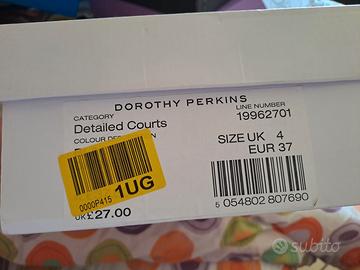 DOROTHY PERKINS
CATEGORY
LINE NUMBER
Detailed Courts
19962701
COLOUR
SIZE UK 4
EUR 37
0000P415 1UG
UK£27.00
5 054802 807690
subito